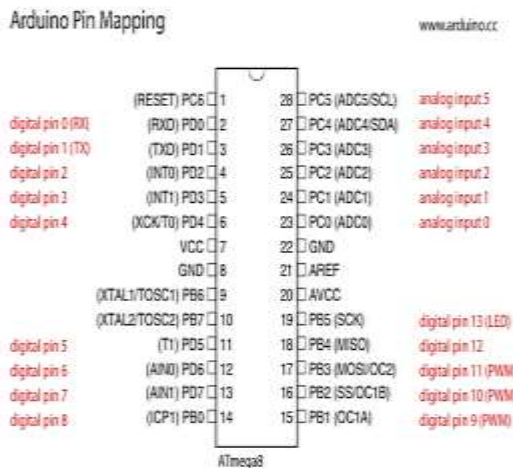 Arduino Pin Mapping
www.arduino.cc
(RESET) PC6 1 28 PC5 (ADC5/SCL) analog input 5
digital pin 0 (RX) (RXD) PD0 2 27 PC4 (ADC4/SDA) analog input 4
digital pin 1 (TX) (TXD) PD1 3 26 PC3 (ADC3) analog input 3
digital pin 2 (INT0) PD2 4 25 PC2 (ADC2) analog input 2
digital pin 3 (INT1) PD3 5 24 PC1 (ADC1) analog input 1
digital pin 4 (XCK/T0) PD4 6 23 PC0 (ADC0) analog input 0
VCC 7 22 GND
GND 8 21 AREF
(XTAL1/TOSC1) PB6 9 20 AVCC
(XTAL2/TOSC2) PB7 10 19 PB5 (SCK) digital pin 13 (LED)
digital pin 5 (T1) PD5 11 18 PB4 (MISO) digital pin 12
digital pin 6 (AIN0) PD6 12 17 PB3 (MOSI/OC2) digital pin 11 (PWM
digital pin 7 (AIN1) PD7 13 16 PB2 (SS/OC1B) digital pin 10 (PWM
digital pin 8 (ICP1) PB0 14 15 PB1 (OC1A) digital pin 9 (PWM)
ATmega8